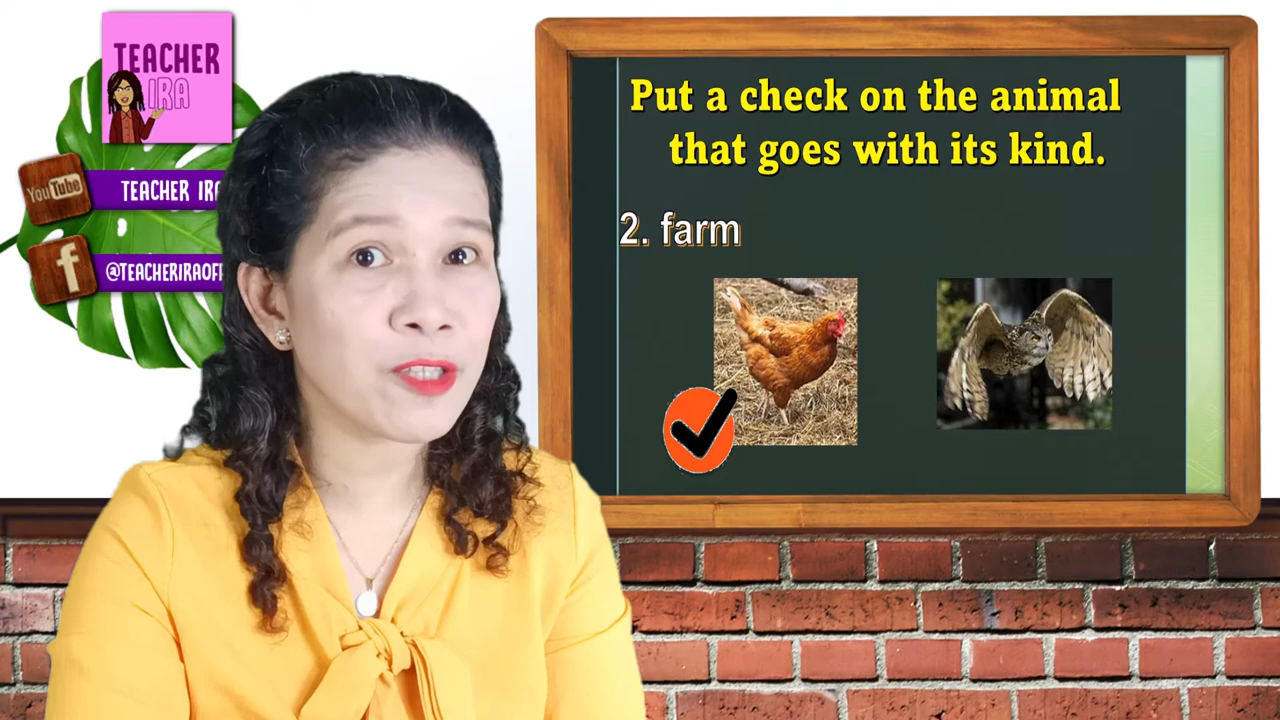 TEACHER
IRA
YouTube
TEACHER IRA
f
@TEACHERIRAOF
Put a check on the animal
that goes with its kind.
2. farm